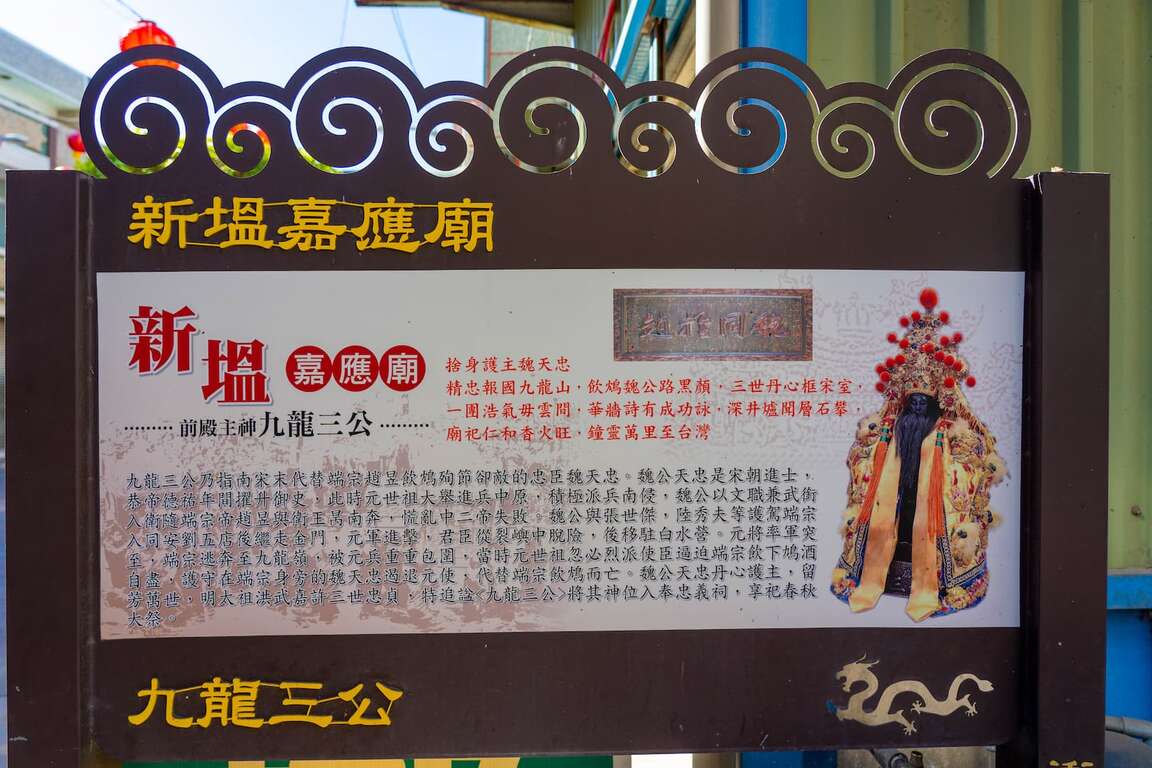 新塭嘉應廟
新塭
嘉應廟
前殿主神九龍三公
捨身護主魏天忠
精忠報國九龍山，飲鴆魏公路黑顏，三世丹心框宋室，
一團浩氣毋雲間，華牆詩有成功詠，深井墟聞層石攀，
廟祀仁和香火旺，鐘靈萬里至台灣
九龍三公乃指南宋末代替端宗趙昱飲鴆殉節卻敵的忠臣魏天忠。魏公天忠是宋朝進士，
恭帝德祐年間擢升御史，此時元世祖大舉進兵中原，積極派兵南侵，魏公以文職兼武銜
入衛隨端宗帝趙昱與衛王昺南奔，慌亂中二帝失散。魏公與張世傑，陸秀夫等護駕端宗
入同安劉五店後繼走金門，元軍進擊，君臣從裂嶼中脫險，後移駐白水營。元將率軍突
至，端宗逃奔至九龍嶺，被元兵重重包圍，當時元世祖忽必烈派使臣逼迫端宗飲下鳩酒
自盡，護守在端宗身旁的魏天忠過退元使，代替端宗飲鴆而亡。魏公天忠丹心護主，留
芳萬世，明太祖洪武嘉許三世忠貞，特追謚<九龍三公>將其神位入奉忠義祠，享祀春秋
大祭。
九龍三公